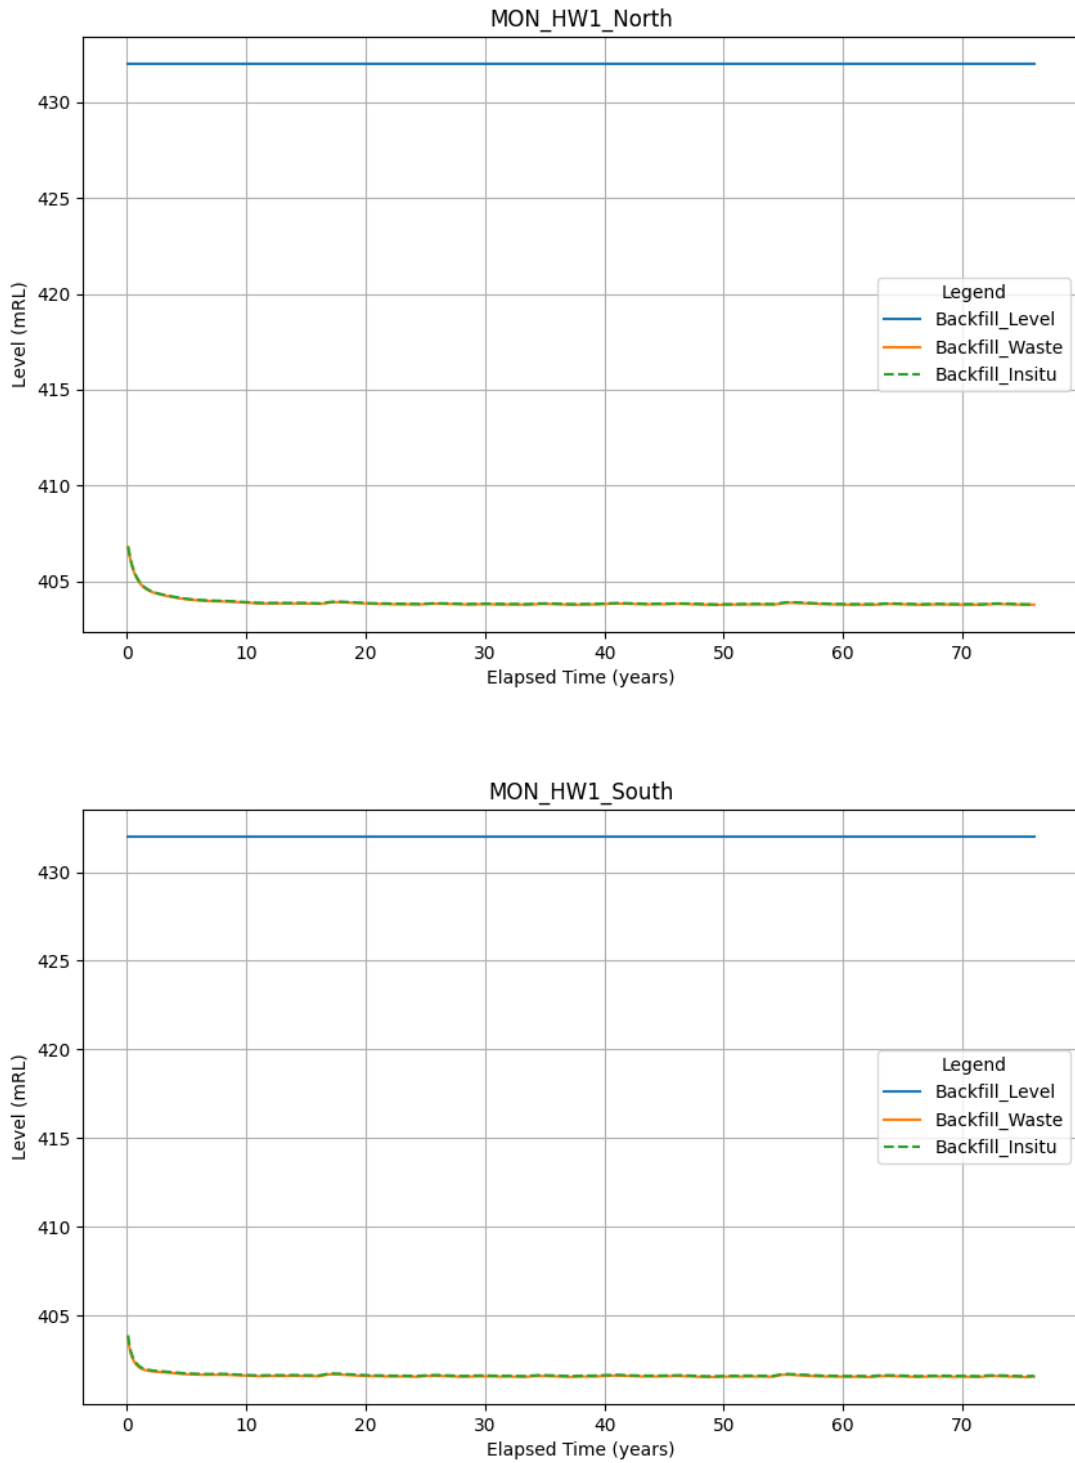 MON_HW1_North
430
425
420
415
410
405
Level (mRL)
Legend
Backfill_Level
Backfill_Waste
Backfill_Insitu
0 10 20 30 40 50 60 70
Elapsed Time (years)
MON_HW1_South
430
425
420
415
410
405
Level (mRL)
Legend
Backfill_Level
Backfill_Waste
Backfill_Insitu
0 10 20 30 40 50 60 70
Elapsed Time (years)